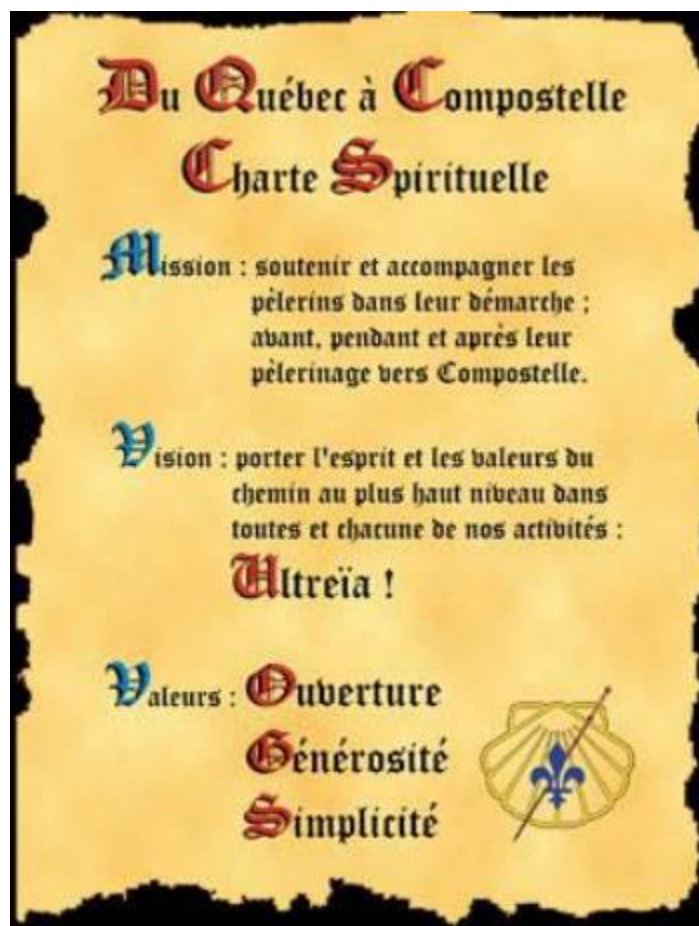 Du Québec à Compostelle
Charte Spirituelle
Mission : soutenir et accompagner les
pèlerins dans leur démarche ;
avant, pendant et après leur
pèlerinage vers Compostelle.
Vision : porter l'esprit et les valeurs du
chemin au plus haut niveau dans
toutes et chacune de nos activités :
Ultreïa !
Valeurs : Ouverture
Générosité
Simplicité